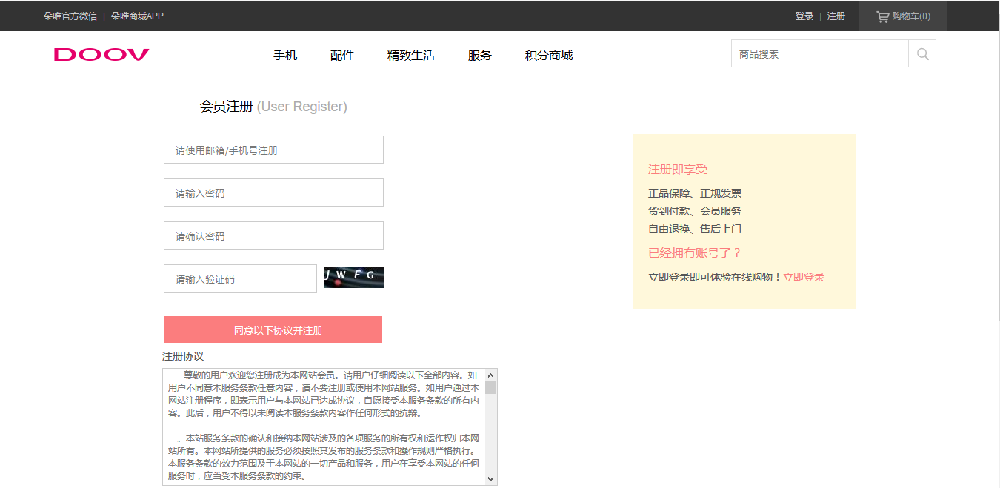 朵唯官方微信 | 朵唯商城APP 登录 | 注册 购物车(0)
DOOV 手机 配件 精致生活 服务 积分商城 商品搜索
会员注册 (User Register)
请使用邮箱/手机号注册
请输入密码
请确认密码
请输入验证码 JWFG
同意以下协议并注册
注册协议
尊敬的用户欢迎您注册成为本网站会员。请用户仔细阅读以下全部内容。如
用户不同意本服务条款任意内容，请不要注册或使用本网站服务。如用户通过本
网站注册程序，即表示用户与本网站已达成协议，自愿接受本服务条款的所有内
容。此后，用户不得以未阅读本服务条款内容作任何形式的抗辩。
一、本站服务条款的确认和接纳本网站涉及的各项服务的所有权和运作权归本网
站所有。本网站所提供的服务必须按照其发布的服务条款和操作规则严格执行。
本服务条款的效力范围及于本网站的一切产品和服务，用户在享受本网站的任何
服务时，应当受本服务条款的约束。
注册即享受
正品保障、正规发票
货到付款、会员服务
自由退换、售后上门
已经拥有账号了？
立即登录即可体验在线购物！立即登录